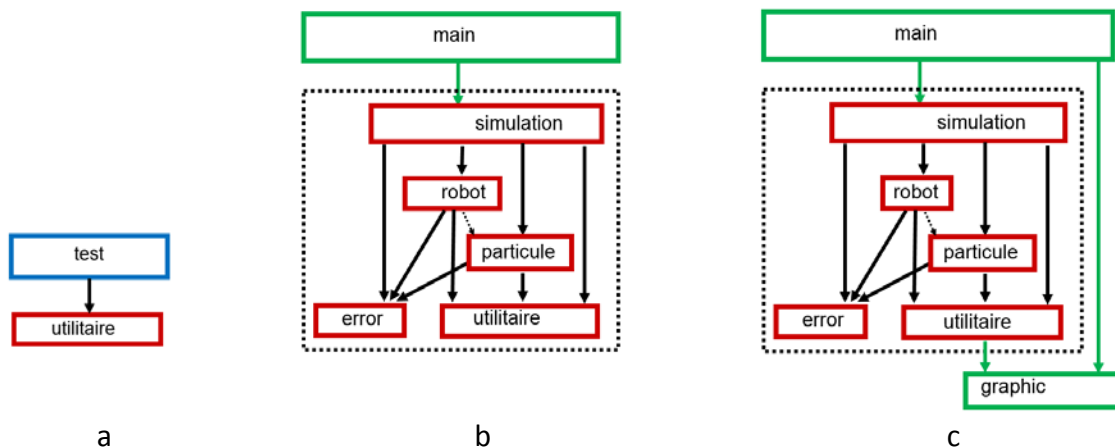 test
utilitaire
a
main
simulation
robot
particule
error
utilitaire
b
main
simulation
robot
particule
error
utilitaire
graphic
c